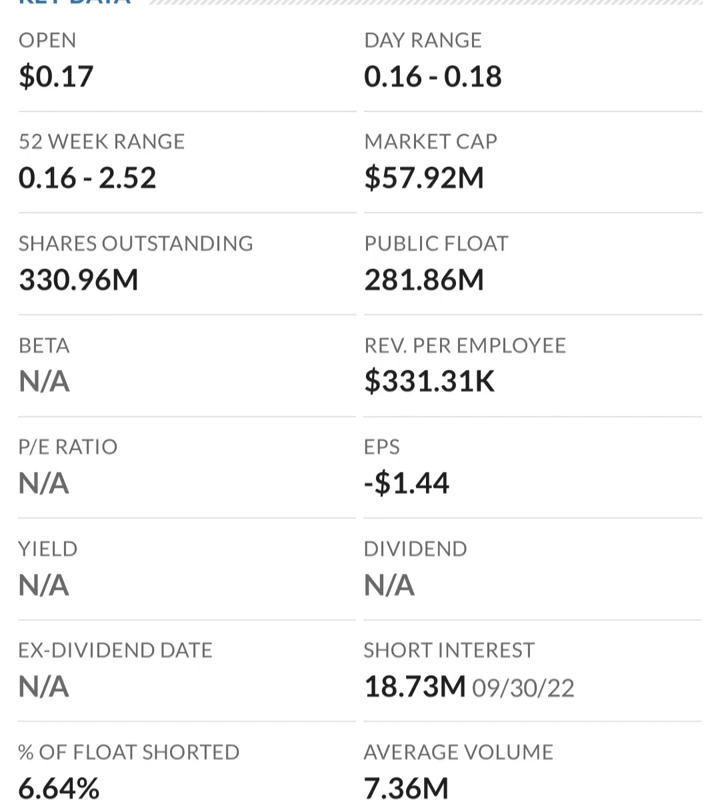 KEY DATA
OPEN
$0.17
DAY RANGE
0.16 - 0.18
52 WEEK RANGE
0.16 - 2.52
MARKET CAP
$57.92M
SHARES OUTSTANDING
330.96M
PUBLIC FLOAT
281.86M
BETA
N/A
REV. PER EMPLOYEE
$331.31K
P/E RATIO
N/A
EPS
-$1.44
YIELD
N/A
DIVIDEND
N/A
EX-DIVIDEND DATE
N/A
SHORT INTEREST
18.73M 09/30/22
% OF FLOAT SHORTED
6.64%
AVERAGE VOLUME
7.36M